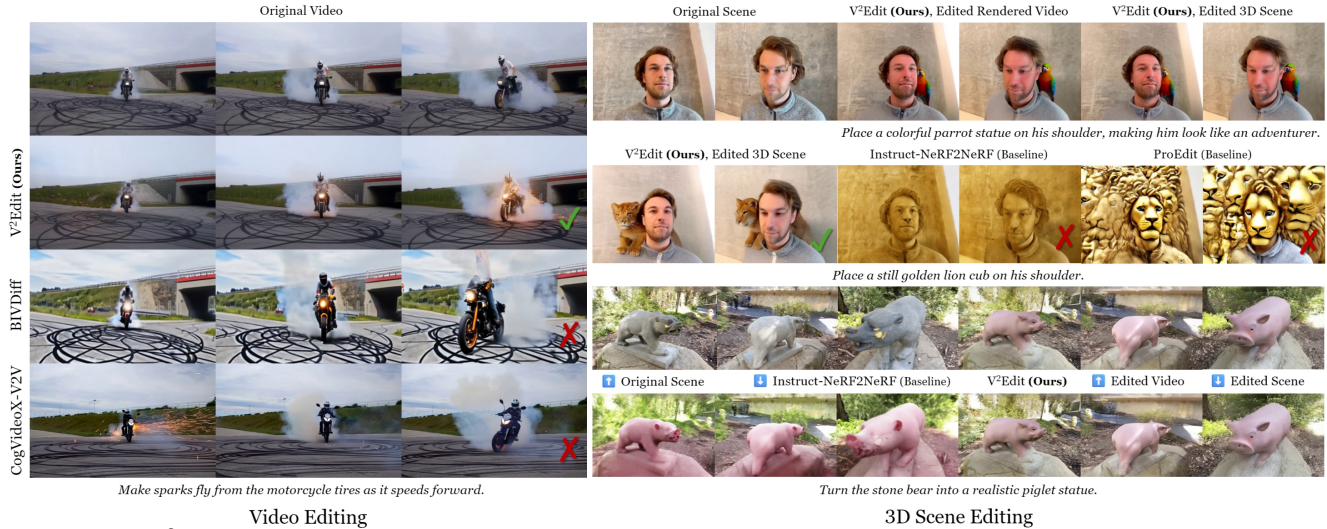 Original Video
V²Edit (Ours)
BIVDiff
CogVideoX-V2V
Make sparks fly from the motorcycle tires as it speeds forward.
Video Editing
Original Scene
V²Edit (Ours), Edited Rendered Video
V²Edit (Ours), Edited 3D Scene
Place a colorful parrot statue on his shoulder, making him look like an adventurer.
V²Edit (Ours), Edited 3D Scene
Instruct-NeRF2NeRF (Baseline)
ProEdit (Baseline)
Place a still golden lion cub on his shoulder.
⬆ Original Scene
⬇ Instruct-NeRF2NeRF (Baseline)
V²Edit (Ours)
⬆ Edited Video
⬇ Edited Scene
Turn the stone bear into a realistic piglet statue.
3D Scene Editing